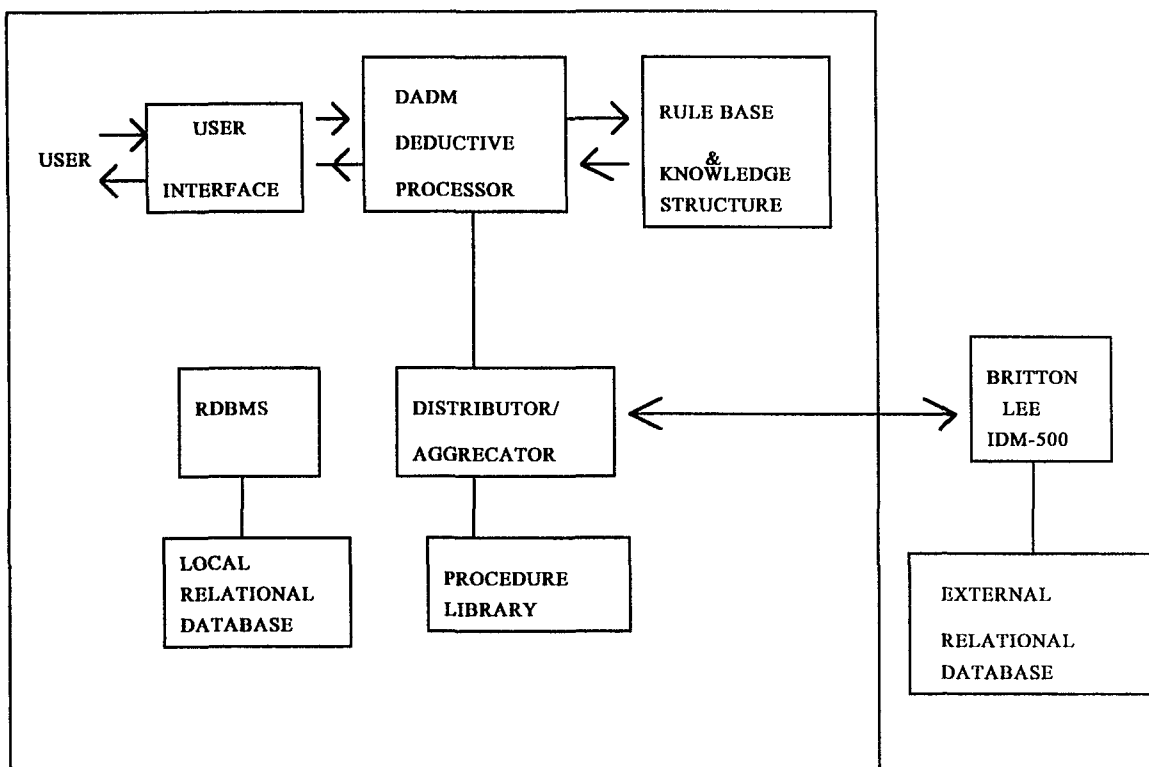 USER
USER
INTERFACE
DADM
DEDUCTIVE
PROCESSOR
RULE BASE
&
KNOWLEDGE
STRUCTURE
RDBMS
DISTRIBUTOR/
AGGRECATOR
BRITTON
LEE
IDM-500
LOCAL
RELATIONAL
DATABASE
PROCEDURE
LIBRARY
EXTERNAL
RELATIONAL
DATABASE